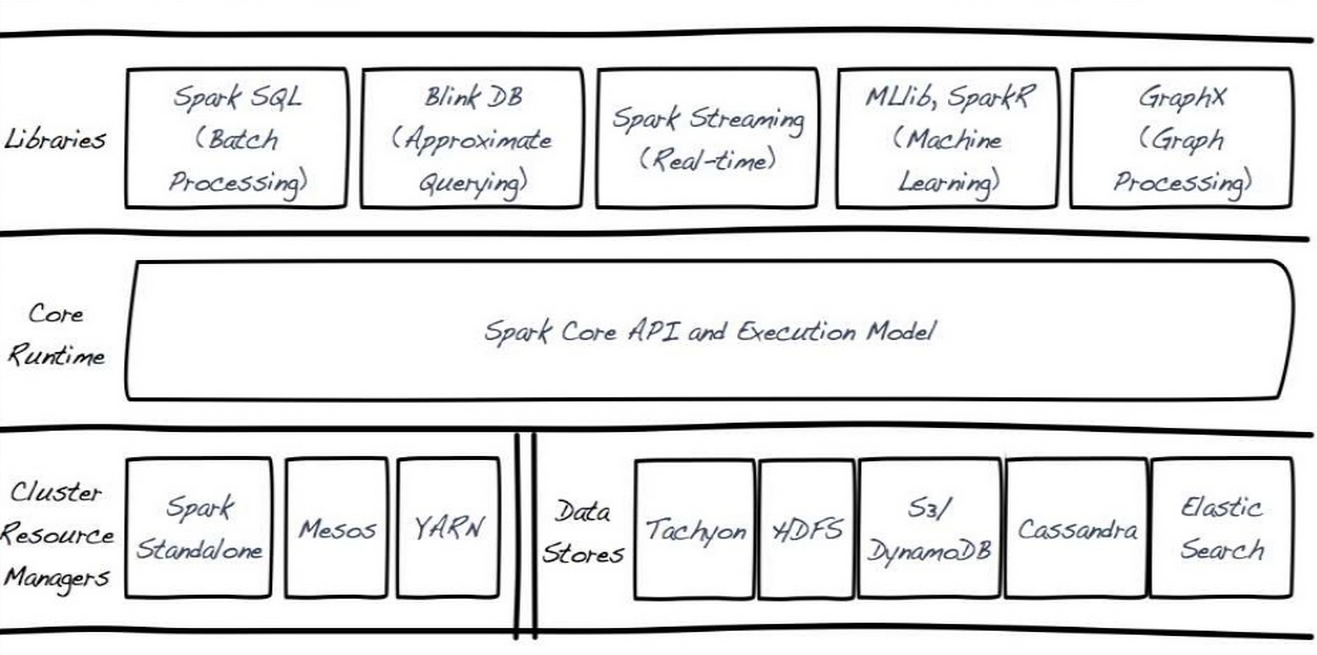 Libraries
Spark SQL
(Batch
Processing)
Blink DB
(Approximate
Querying)
Spark Streaming
(Real-time)
MLlib, SparkR
(Machine
Learning)
GraphX
(Graph
Processing)
Core
Runtime
Spark Core API and Execution Model
Cluster
Resource
Managers
Spark
Standalone
Mesos
YARN
Data
Stores
Tachyon
HDFS
S3/
DynamoDB
Cassandra
Elastic
Search